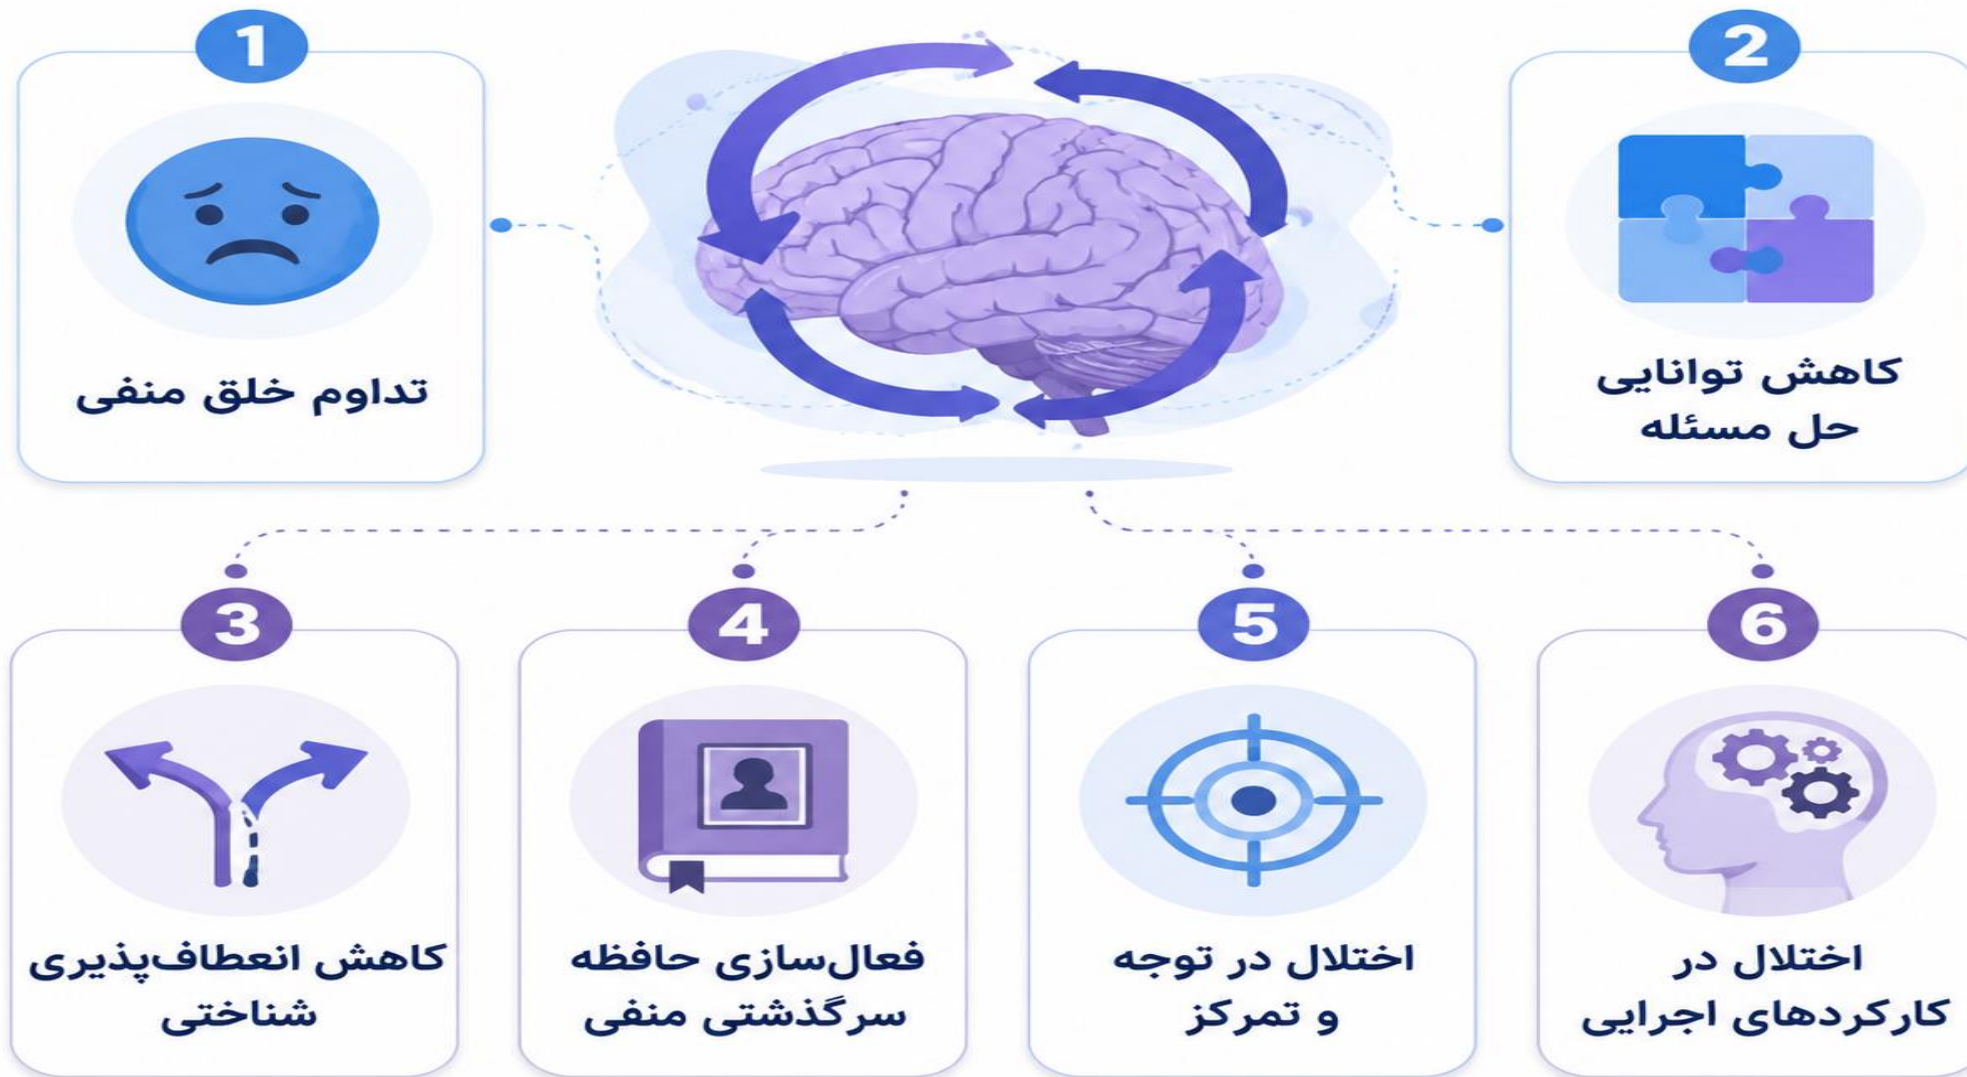 1
تداوم خلق منفی
2
کاهش توانایی
حل مسئله
3
کاهش انعطاف‌پذیری
شناختی
4
فعال‌سازی حافظه
سرگذشتی منفی
5
اختلال در توجه
و تمرکز
6
اختلال در
کارکردهای اجرایی